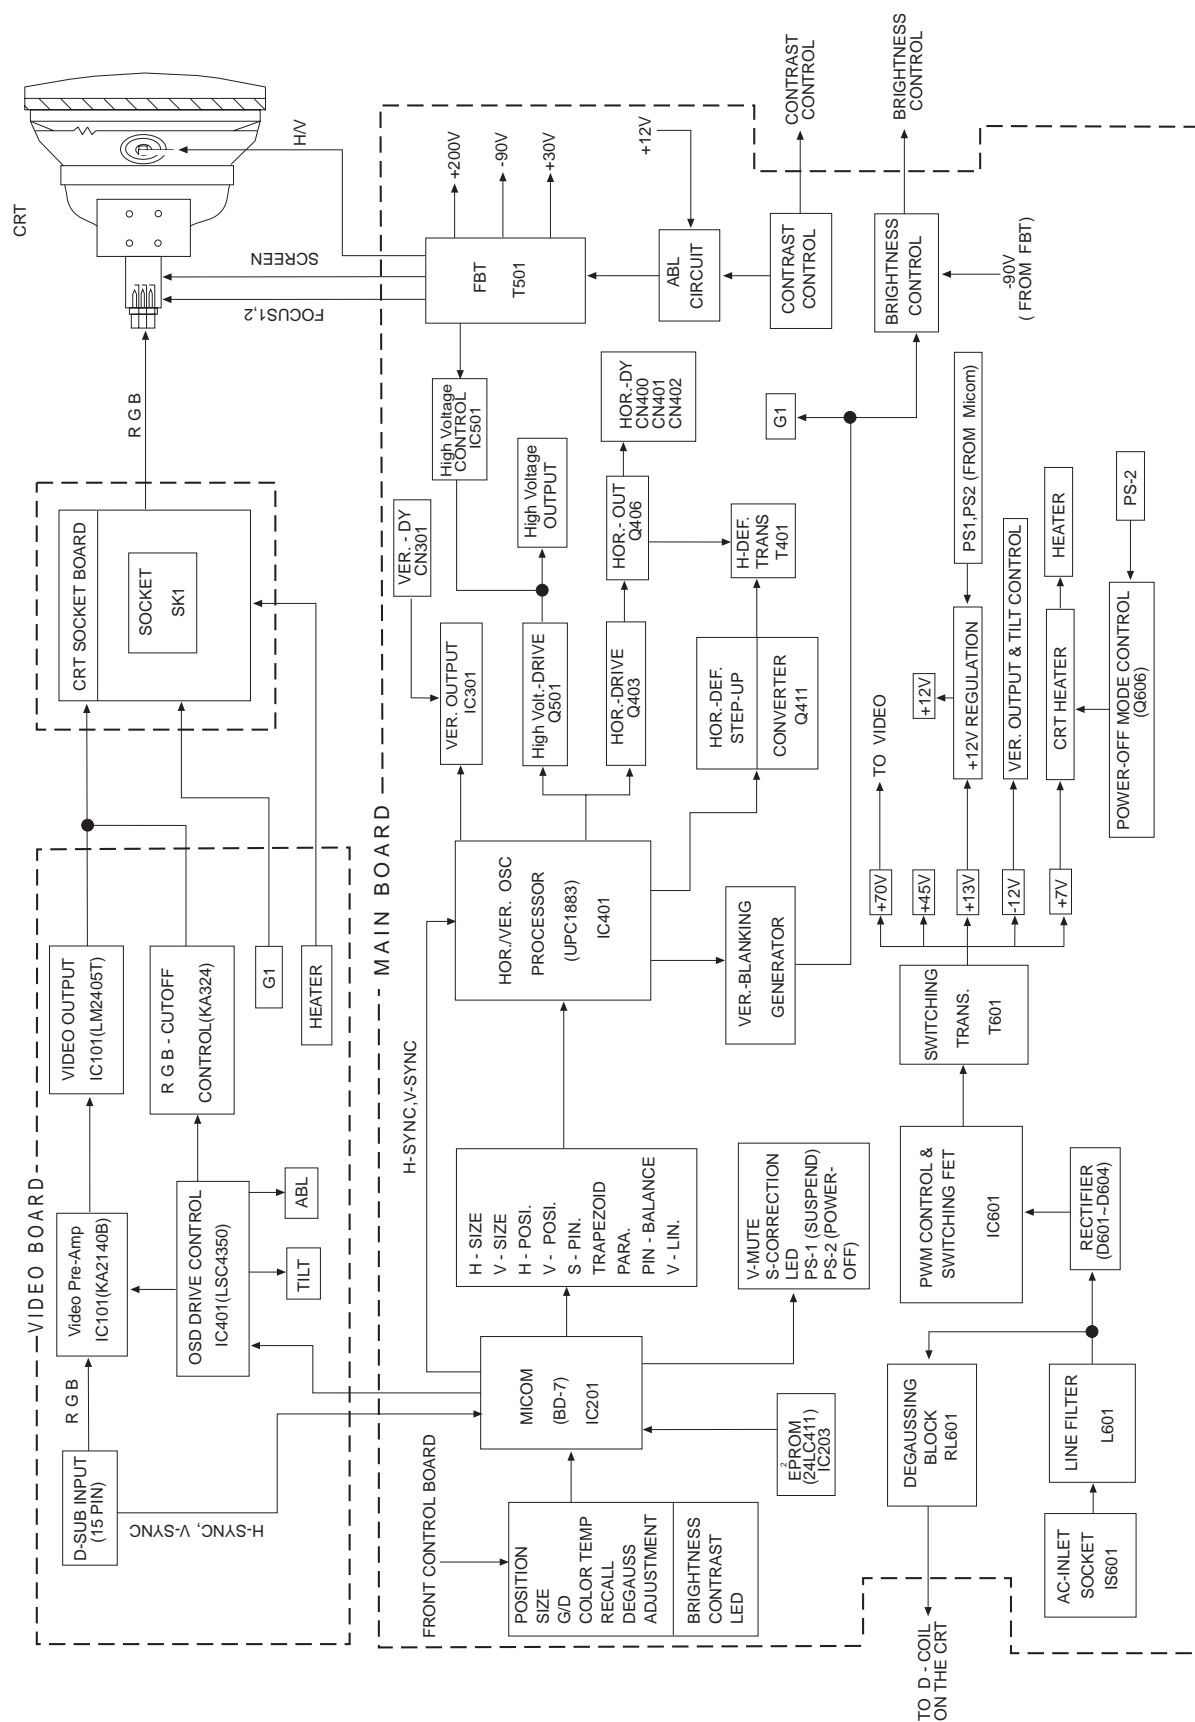 CRT
V/H
SCREEN
FOCUS1,2
R G B
CRT SOCKET BOARD
SOCKET
SK1
VIDEO BOARD
D-SUB INPUT
(15 PIN)
R G B
H-SYNC, V-SYNC
Video Pre-Amp
IC101(KA2140B)
VIDEO OUTPUT
IC101(LM2405T)
OSD DRIVE CONTROL
IC401(LSC4350)
R G B - CUTOFF
CONTROL(KA324)
TILT
ABL
G1
HEATER
MAIN BOARD
FRONT CONTROL BOARD
POSITION
SIZE
G/D
COLOR TEMP
RECALL
DEGAUSS
ADJUSTMENT
BRIGHTNESS
CONTRAST
LED
MICOM
(BD-7)
IC201
E²PROM
(24LC411)
IC203
H-SYNC,V-SYNC
H - SIZE
V - SIZE
H - POSI.
V - POSI.
S - PIN.
TRAPEZOID
PARA.
PIN - BALANCE
V - LIN.
V-MUTE
S-CORRECTION
LED
PS-1 (SUSPEND)
PS-2 (POWER-
OFF)
HOR./VER. OSC
PROCESSOR
(UPC1883)
IC401
VER.-BLANKING
GENERATOR
VER. OUTPUT
IC301
VER. - DY
CN301
High Volt.-DRIVE
Q501
High Voltage
OUTPUT
High Voltage
CONTROL
IC501
HOR.-DRIVE
Q403
HOR.- OUT
Q406
HOR.-DY
CN400
CN401
CN402
HOR.-DEF.
STEP-UP
CONVERTER
Q411
H-DEF.
TRANS
T401
FBT
T501
+200V
-90V
+30V
ABL
CIRCUIT
+12V
CONTRAST
CONTROL
CONTRAST
CONTROL
G1
BRIGHTNESS
CONTROL
BRIGHTNESS
CONTROL
-90V
( FROM FBT)
AC-INLET
SOCKET
IS601
LINE FILTER
L601
DEGAUSSING
BLOCK
RL601
TO D - COIL
ON THE CRT
RECTIFIER
(D601~D604)
PWM CONTROL &
SWITCHING FET
IC601
SWITCHING
TRANS.
T601
+70V
+45V
+13V
-12V
+7V
TO VIDEO
+12V
+12V REGULATION
PS1,PS2 (FROM Micom)
VER. OUTPUT & TILT CONTROL
CRT HEATER
HEATER
POWER-OFF MODE CONTROL
(Q606)
PS-2